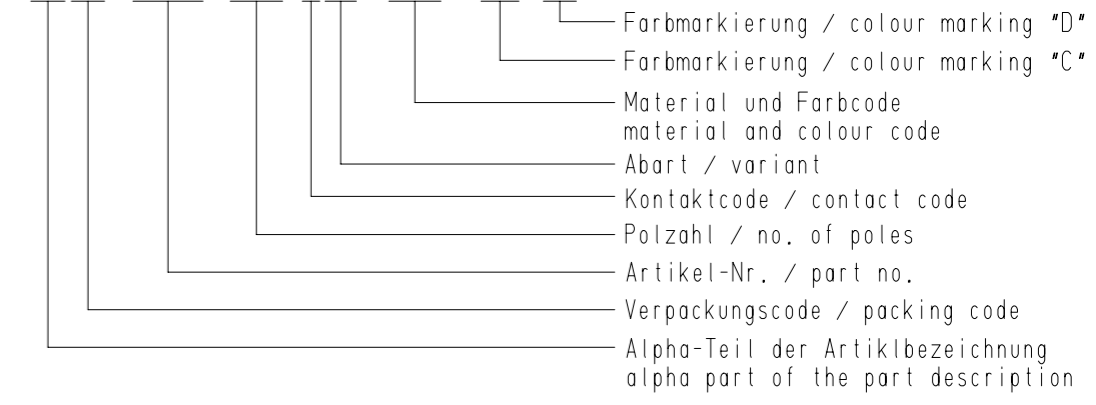 Farbmarkierung / colour marking "D"
Farbmarkierung / colour marking "C"
Material und Farbcode
material and colour code
Abart / variant
Kontaktcode / contact code
Polzahl / no. of poles
Artikel-Nr. / part no.
Verpackungscode / packing code
Alpha-Teil der Artiklbezeichnung
alpha part of the part description